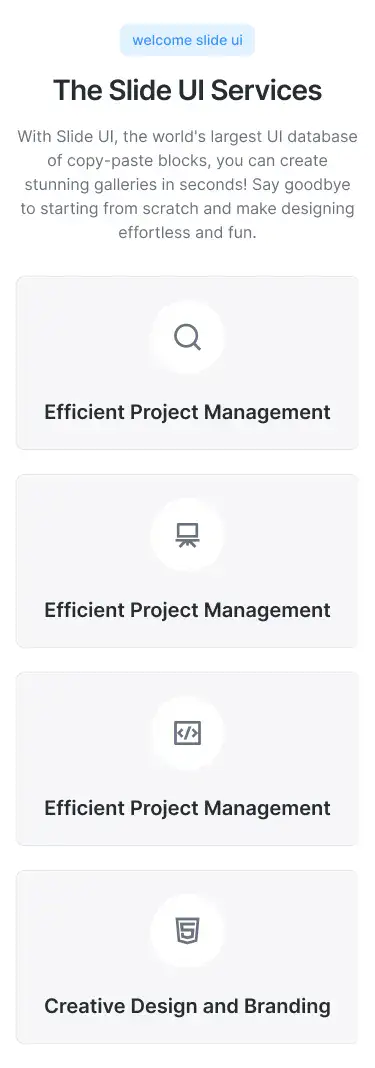 welcome slide ui
The Slide UI Services
With Slide UI, the world's largest UI database
of copy-paste blocks, you can create
stunning galleries in seconds! Say goodbye
to starting from scratch and make designing
effortless and fun.
Efficient Project Management
Efficient Project Management
Efficient Project Management
Creative Design and Branding